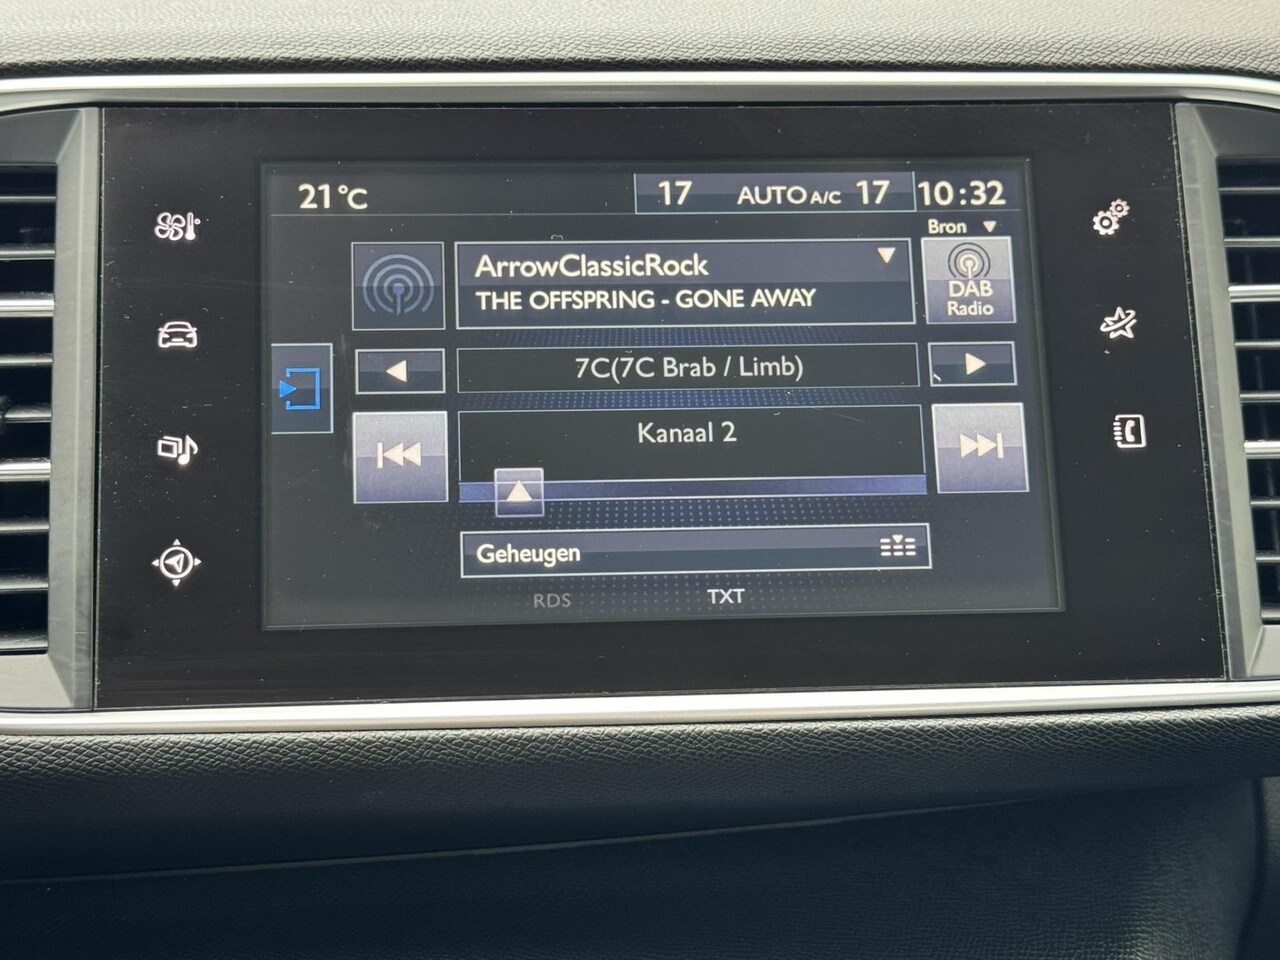 21°C
17 AUTO A/C 17
10:32
Bron
ArrowClassicRock
THE OFFSPRING - GONE AWAY
DAB
Radio
7C(7C Brab / Limb)
Kanaal 2
Geheugen
RDS TXT